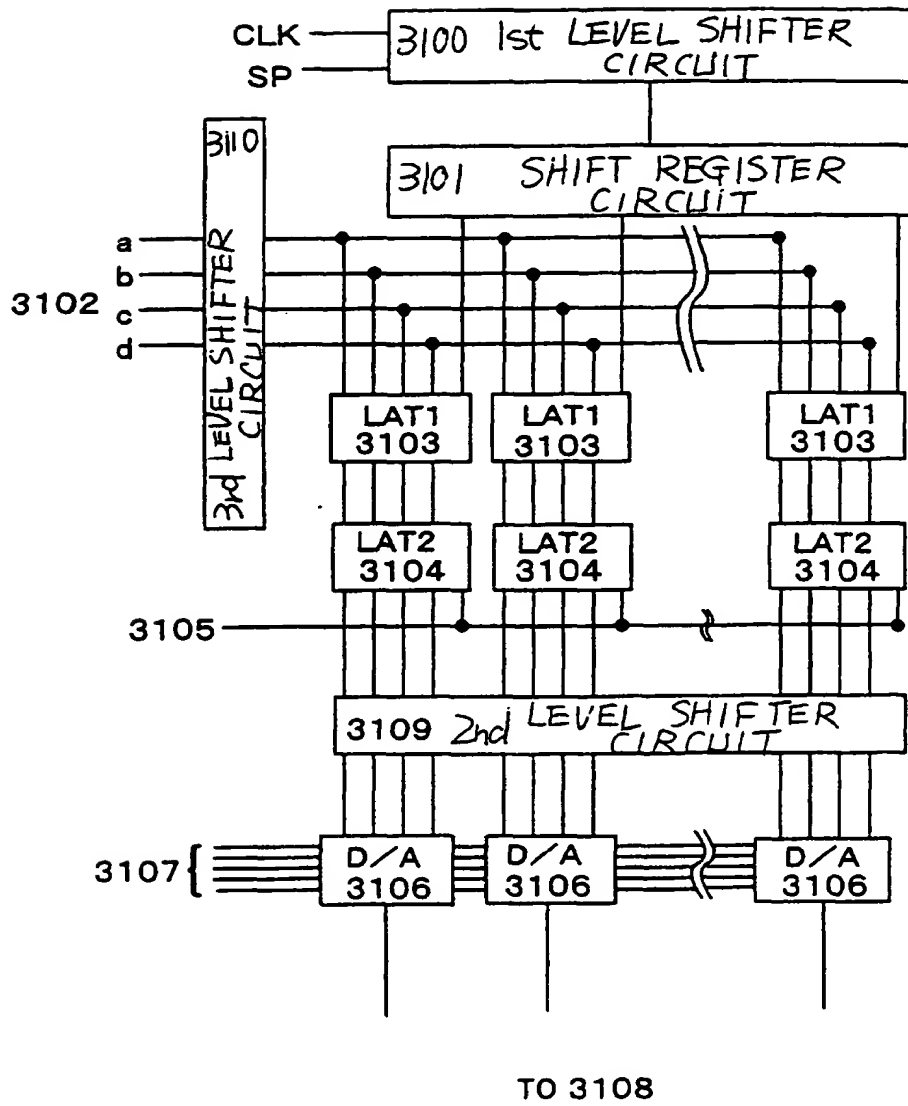 CLK
SP
3100 1st LEVEL SHIFTER
CIRCUIT
3110
3rd LEVEL SHIFTER
CIRCUIT
3101 SHIFT REGISTER
CIRCUIT
3102
a
b
c
d
LAT1
3103
LAT1
3103
LAT1
3103
LAT2
3104
LAT2
3104
LAT2
3104
3105
3109 2nd LEVEL SHIFTER
CIRCUIT
3107
D/A
3106
D/A
3106
D/A
3106
TO 3108